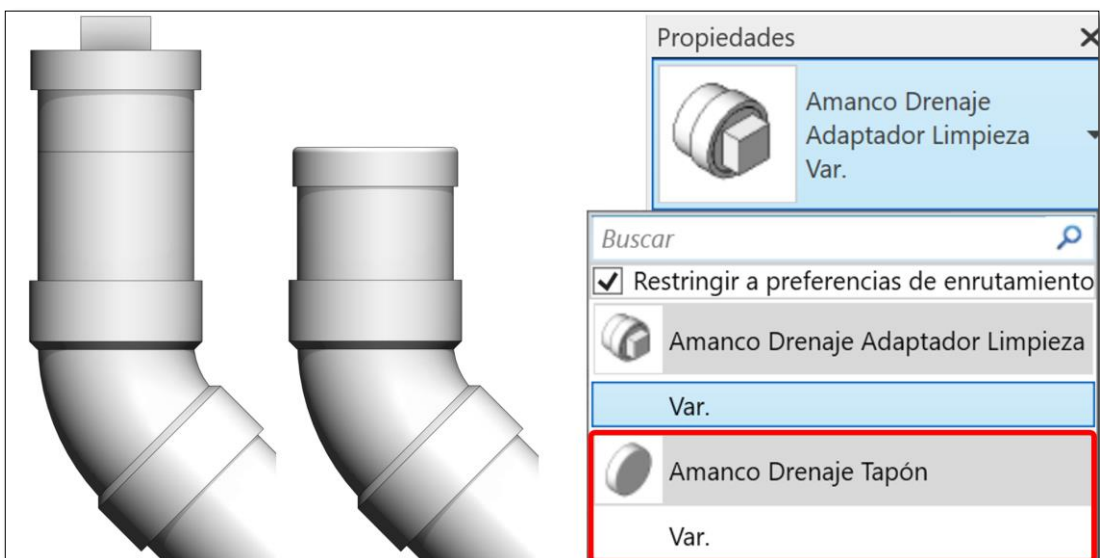 Propiedades
Amanco Drenaje
Adaptador Limpieza
Var.
Buscar
Restringir a preferencias de enrutamiento
Amanco Drenaje Adaptador Limpieza
Var.
Amanco Drenaje Tapón
Var.